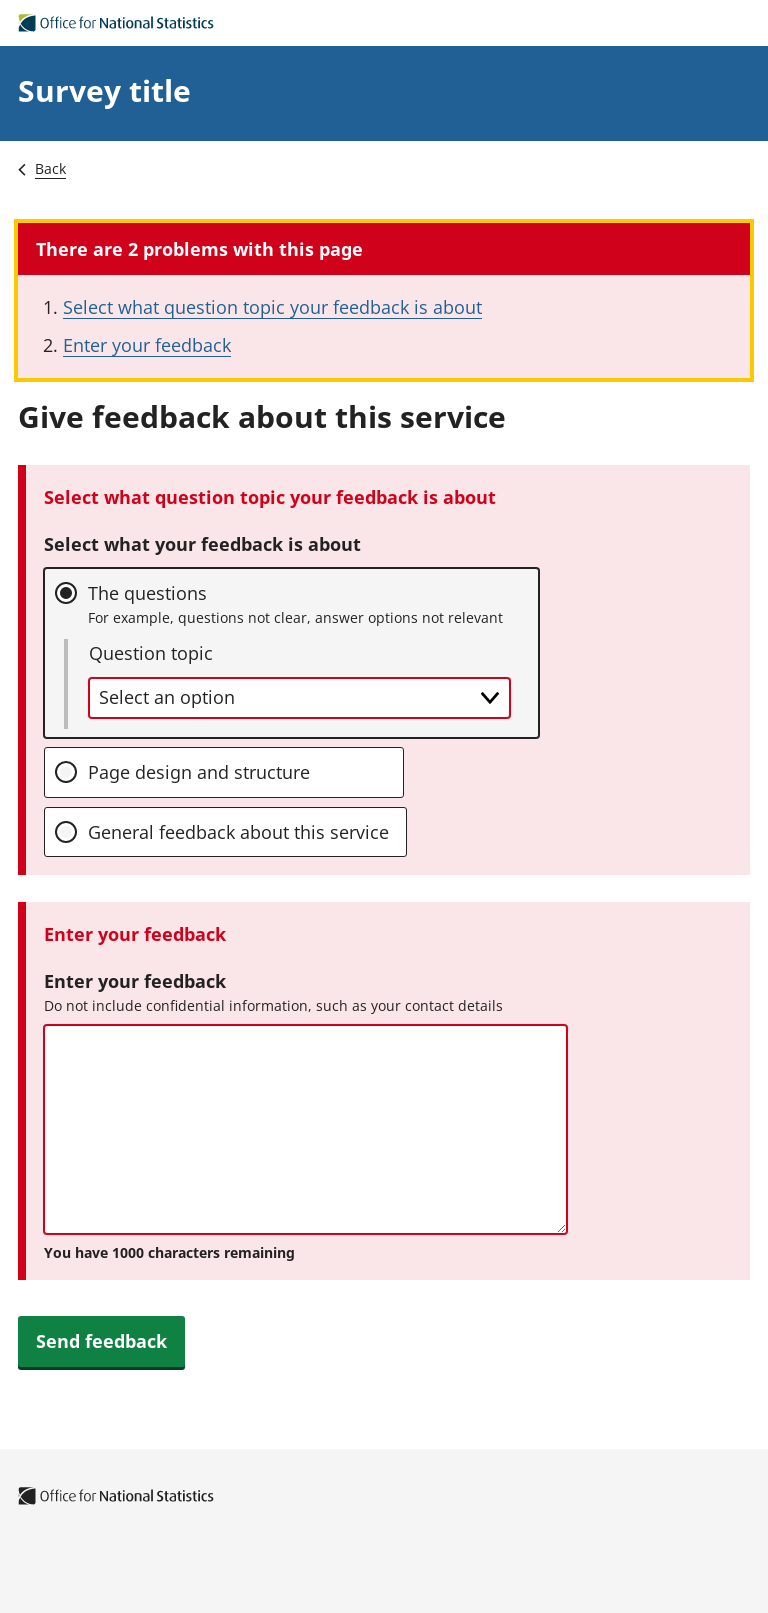 Office for National Statistics
Survey title
Back
There are 2 problems with this page
1. Select what question topic your feedback is about
2. Enter your feedback
Give feedback about this service
Select what question topic your feedback is about
Select what your feedback is about
The questions
For example, questions not clear, answer options not relevant
Question topic
Select an option
Page design and structure
General feedback about this service
Enter your feedback
Enter your feedback
Do not include confidential information, such as your contact details
You have 1000 characters remaining
Send feedback
Office for National Statistics